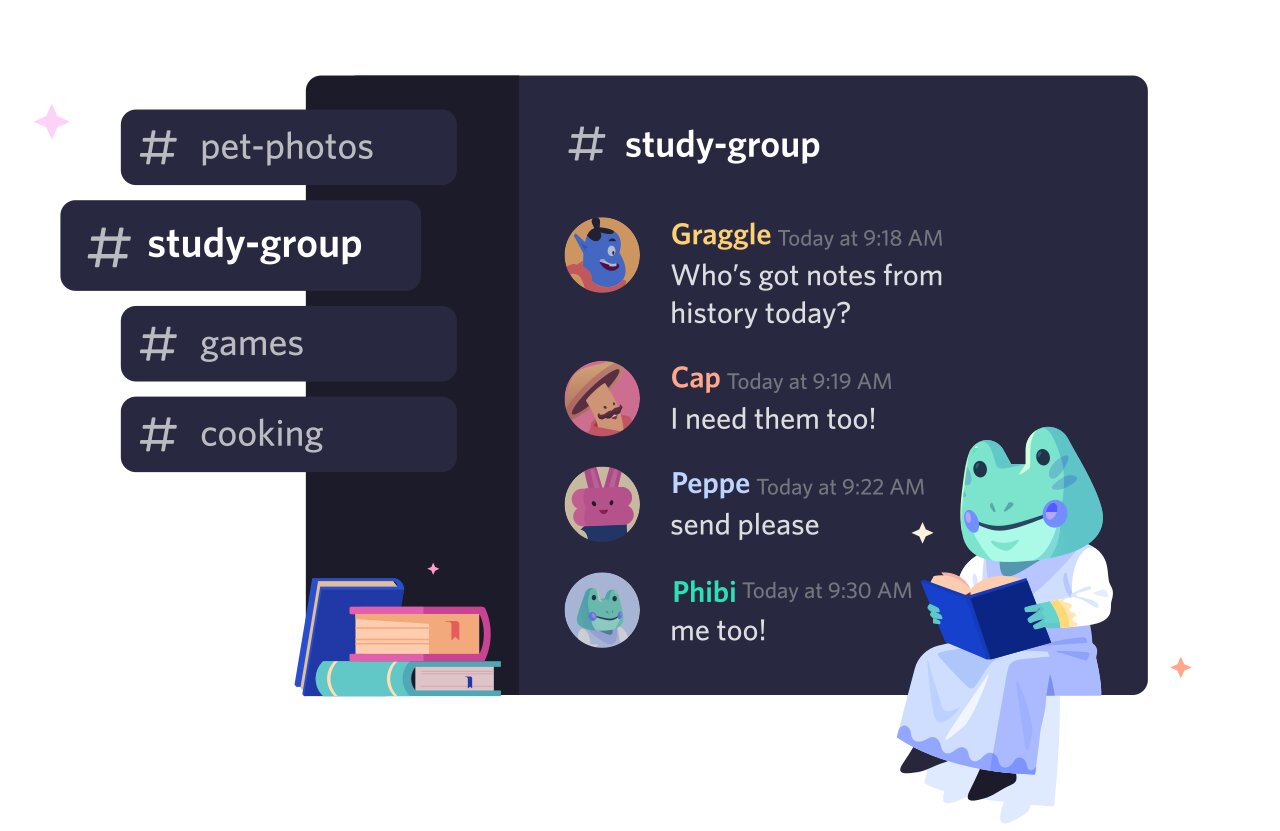 # pet-photos
# study-group
# games
# cooking
# study-group
Graggle Today at 9:18 AM
Who's got notes from
history today?
Cap Today at 9:19 AM
I need them too!
Peppe Today at 9:22 AM
send please
Phibi Today at 9:30 AM
me too!